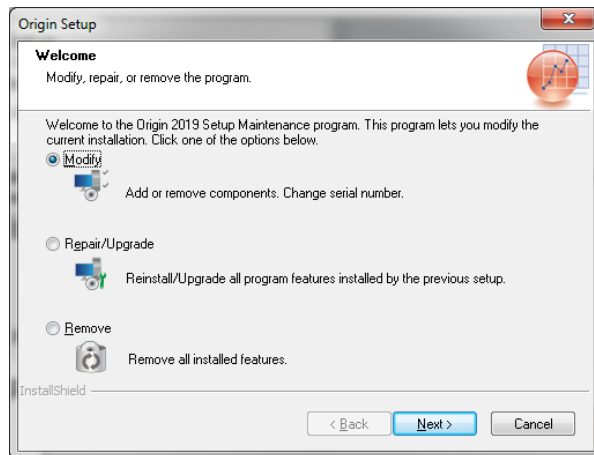 Origin Setup
Welcome
Modify, repair, or remove the program.
Welcome to the Origin 2019 Setup Maintenance program. This program lets you modify the
current installation. Click one of the options below.
Modify
Add or remove components. Change serial number.
Repair/Upgrade
Reinstall/Upgrade all program features installed by the previous setup.
Remove
Remove all installed features.
InstallShield
< Back Next > Cancel